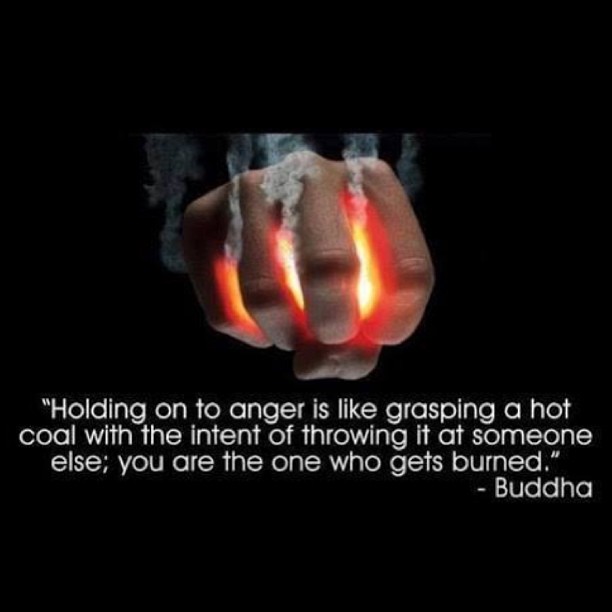 “Holding on to anger is like grasping a hot
coal with the intent of throwing it at someone
else; you are the one who gets burned.”
- Buddha